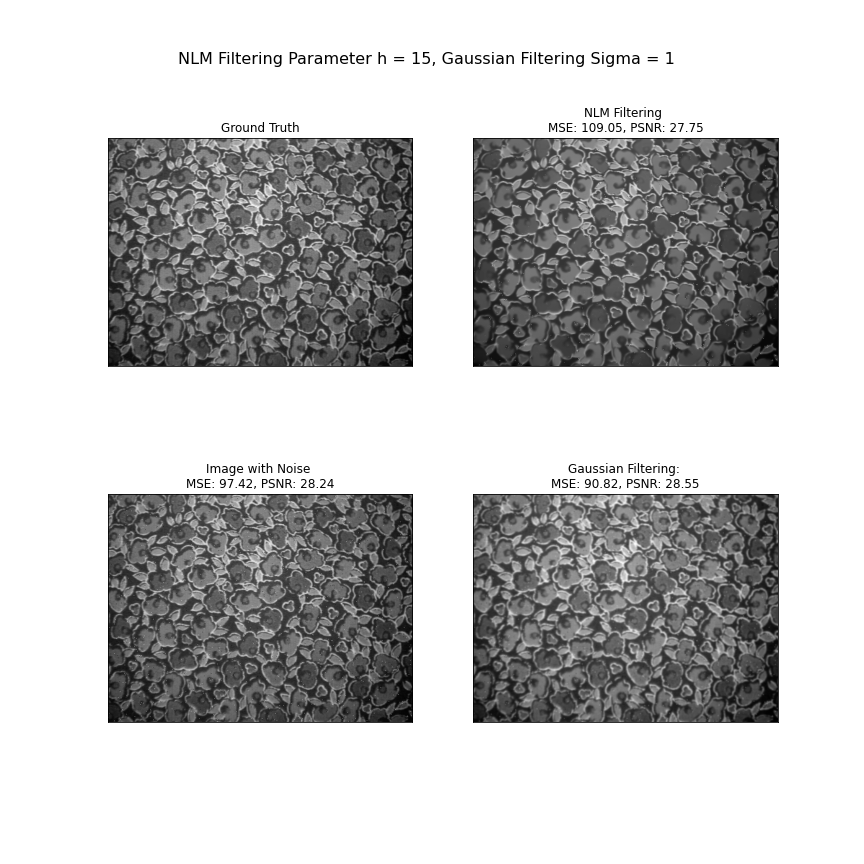 NLM Filtering Parameter h = 15, Gaussian Filtering Sigma = 1
Ground Truth
NLM Filtering
MSE: 109.05, PSNR: 27.75
Image with Noise
MSE: 97.42, PSNR: 28.24
Gaussian Filtering:
MSE: 90.82, PSNR: 28.55